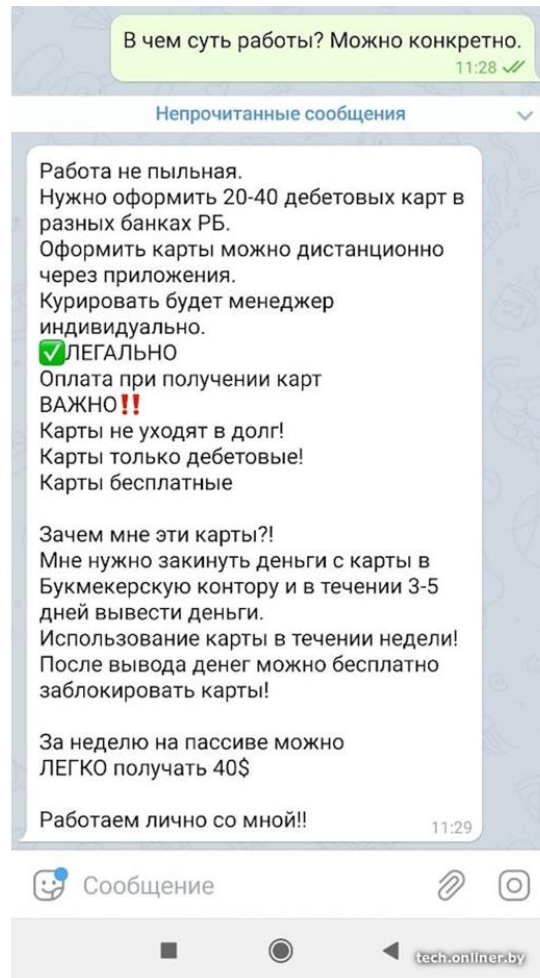 В чем суть работы? Можно конкретно.
11:28
Непрочитанные сообщения
Работа не пыльная.
Нужно оформить 20-40 дебетовых карт в
разных банках РБ.
Оформить карты можно дистанционно
через приложения.
Курировать будет менеджер
индивидуально.
✅ЛЕГАЛЬНО
Оплата при получении карт
ВАЖНО‼️
Карты не уходят в долг!
Карты только дебетовые!
Карты бесплатные
Зачем мне эти карты?!
Мне нужно закинуть деньги с карты в
Букмекерскую контору и в течении 3-5
дней вывести деньги.
Использование карты в течении недели!
После вывода денег можно бесплатно
заблокировать карты!
За неделю на пассиве можно
ЛЕГКО получать 40$
Работаем лично со мной!!
11:29
Сообщение
tech.onliner.by